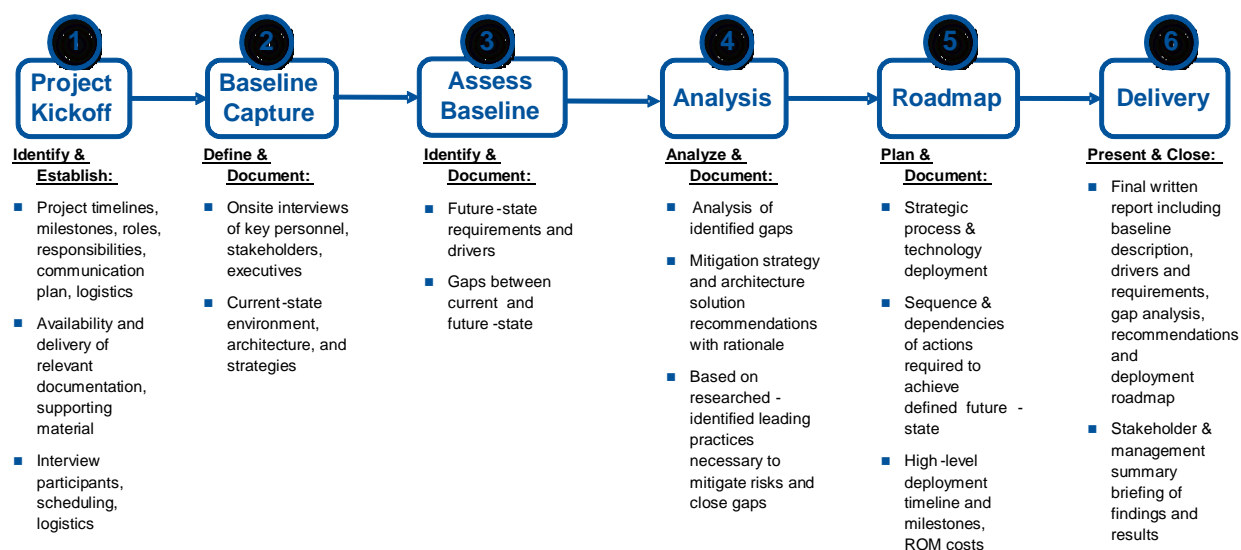 1
Project
Kickoff
2
Baseline
Capture
3
Assess
Baseline
4
Analysis
5
Roadmap
6
Delivery
Identify &
Establish:
Project timelines,
milestones, roles,
responsibilities,
communication
plan, logistics
Availability and
delivery of
relevant
documentation,
supporting
material
Interview
participants,
scheduling,
logistics
Define &
Document:
Onsite interviews
of key personnel,
stakeholders,
executives
Current-state
environment,
architecture, and
strategies
Identify &
Document:
Future-state
requirements and
drivers
Gaps between
current and
future -state
Analyze &
Document:
Analysis of
identified gaps
Mitigation strategy
and architecture
solution
recommendations
with rationale
Based on
researched -
identified leading
practices
necessary to
mitigate risks and
close gaps
Plan &
Document:
Strategic
process &
technology
deployment
Sequence &
dependencies
of actions
required to
achieve
defined future -
state
High-level
deployment
timeline and
milestones,
ROM costs
Present & Close:
Final written
report including
baseline
description,
drivers and
requirements,
gap analysis,
recommendations
and
deployment
roadmap
Stakeholder &
management
summary
briefing of
findings and
results